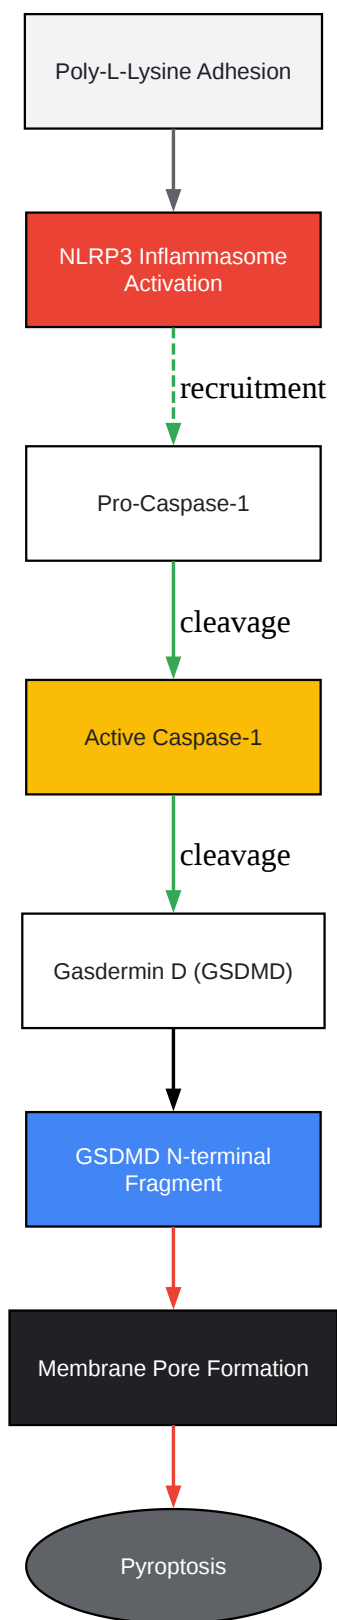 Poly-L-Lysine Adhesion
NLRP3 Inflammasome
Activation
recruitment
Pro-Caspase-1
cleavage
Active Caspase-1
cleavage
Gasdermin D (GSDMD)
GSDMD N-terminal
Fragment
Membrane Pore Formation
Pyroptosis